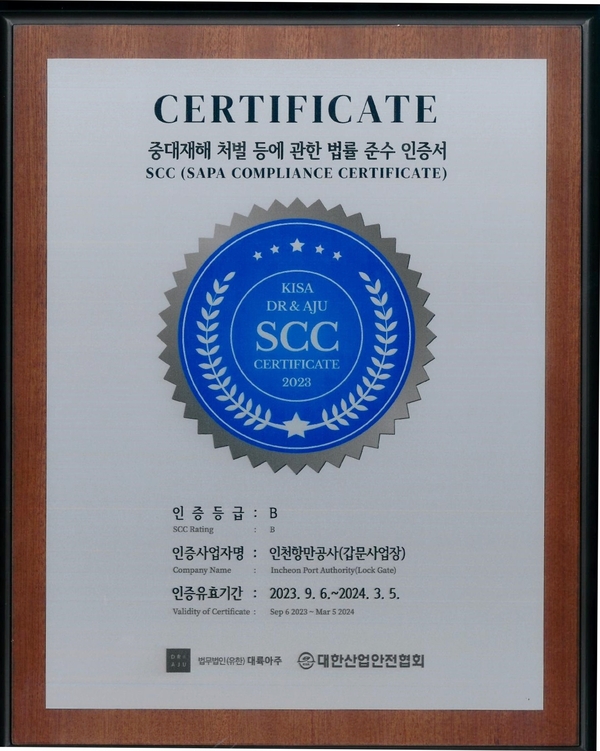 CERTIFICATE
중대재해 처벌 등에 관한 법률 준수 인증서
SCC (SAPA COMPLIANCE CERTIFICATE)
KISA
DR & AJU
SCC
CERTIFICATE
2023
인 증 등 급 : B
SCC Rating : B
인증사업자명 : 인천항만공사(갑문사업장)
Company Name : Incheon Port Authority(Lock Gate)
인증유효기간 : 2023. 9. 6.~2024. 3. 5.
Validity of Certificate : Sep 6 2023 ~ Mar 5 2024
DR& AJU 법무법인(유한) 대륙아주 대한산업안전협회